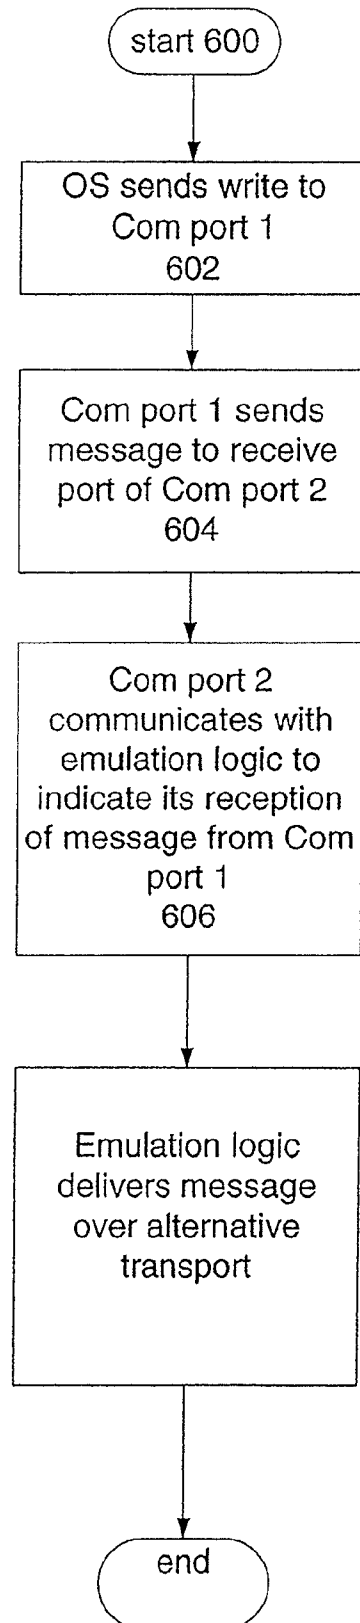 start 600
OS sends write to
Com port 1
602
Com port 1 sends
message to receive
port of Com port 2
604
Com port 2
communicates with
emulation logic to
indicate its reception
of message from Com
port 1
606
Emulation logic
delivers message
over alternative
transport
end